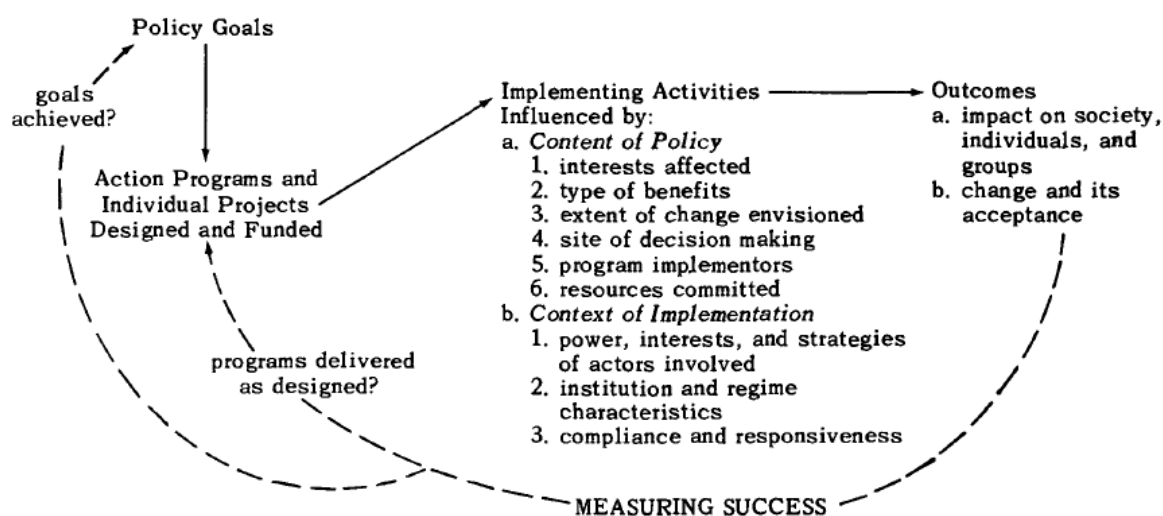 Policy Goals
goals
achieved?
Action Programs and
Individual Projects
Designed and Funded
programs delivered
as designed?
Implementing Activities
Influenced by:
a. Content of Policy
1. interests affected
2. type of benefits
3. extent of change envisioned
4. site of decision making
5. program implementors
6. resources committed
b. Context of Implementation
1. power, interests, and strategies
of actors involved
2. institution and regime
characteristics
3. compliance and responsiveness
Outcomes
a. impact on society,
individuals, and
groups
b. change and its
acceptance
MEASURING SUCCESS